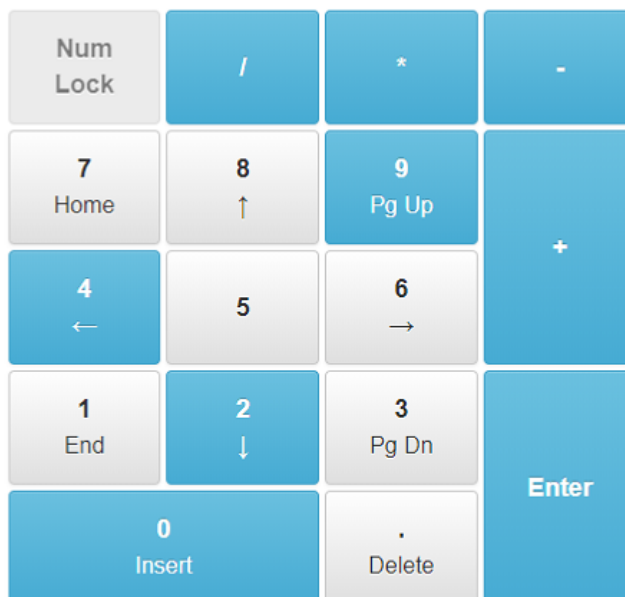 Num
Lock
/
*
-
7
Home
8
↑
9
Pg Up
+
4
←
5
6
→
1
End
2
↓
3
Pg Dn
Enter
0
Insert
.
Delete